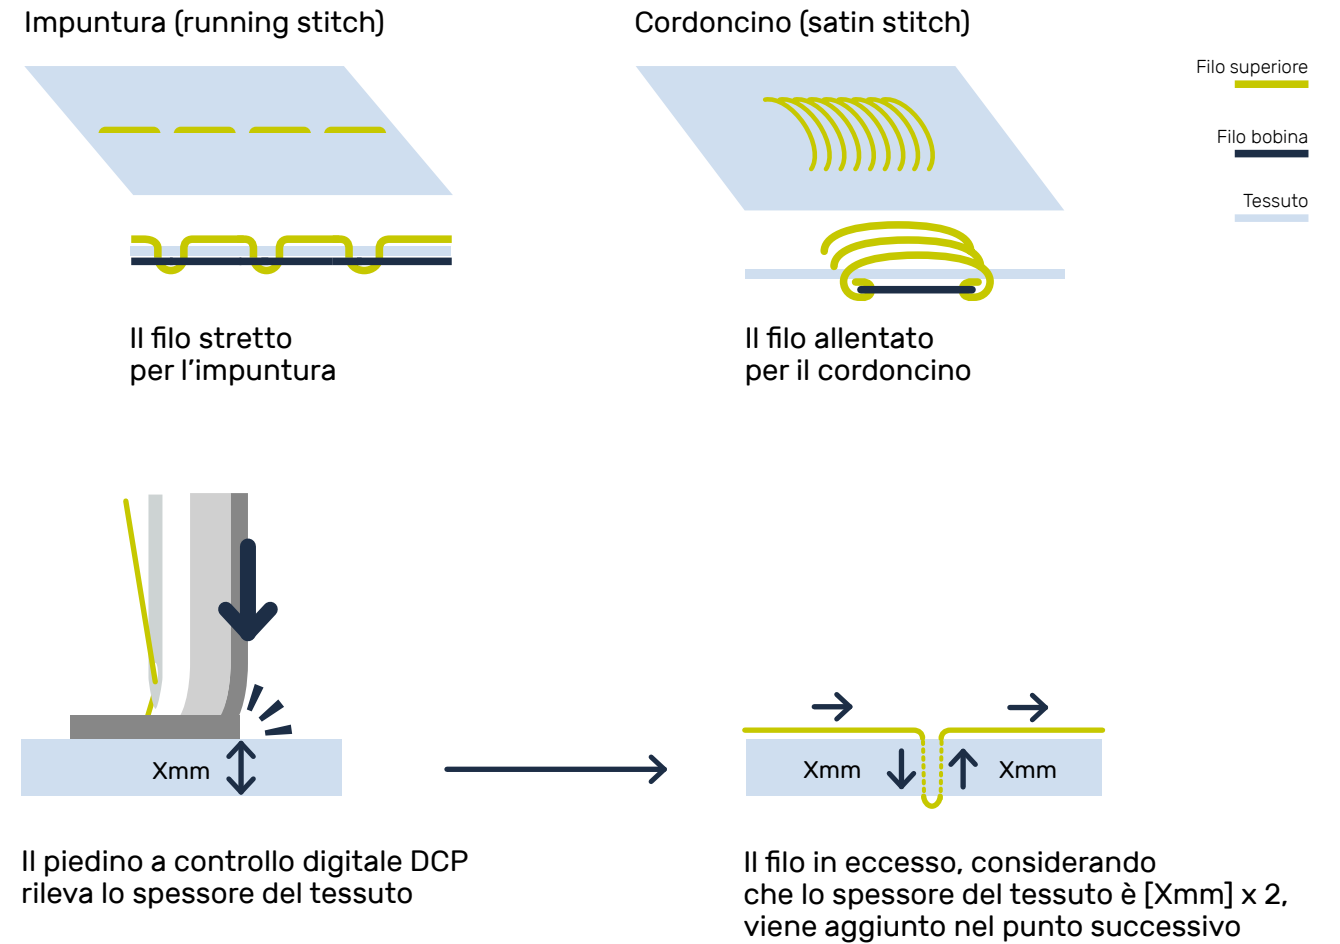 Impuntura (running stitch)
Cordoncino (satin stitch)
Filo superiore
Filo bobina
Tessuto
Il filo stretto
per l’impuntura
Il filo allentato
per il cordoncino
Xmm
Xmm
Xmm
Il piedino a controllo digitale DCP
rileva lo spessore del tessuto
Il filo in eccesso, considerando
che lo spessore del tessuto è [Xmm] x 2,
viene aggiunto nel punto successivo